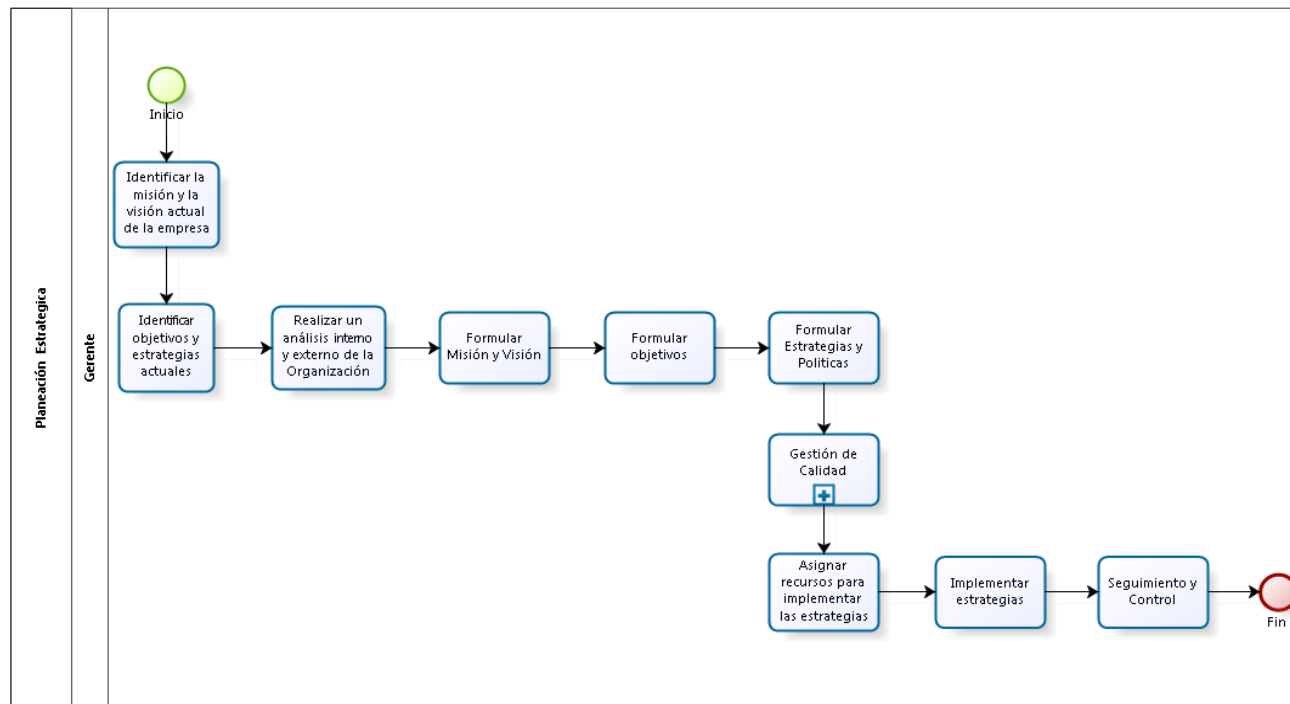 Planeación Estrategica
Gerente
Inicio
Identificar la
misión y la
visión actual
de la empresa
Identificar
objetivos y
estrategias
actuales
Realizar un
análisis interno
y externo de la
Organización
Formular
Misión y Visión
Formular
objetivos
Formular
Estrategias y
Politicas
Gestión de
Calidad
Asignar
recursos para
implementar
las estrategias
Implementar
estrategias
Seguimiento y
Control
Fin